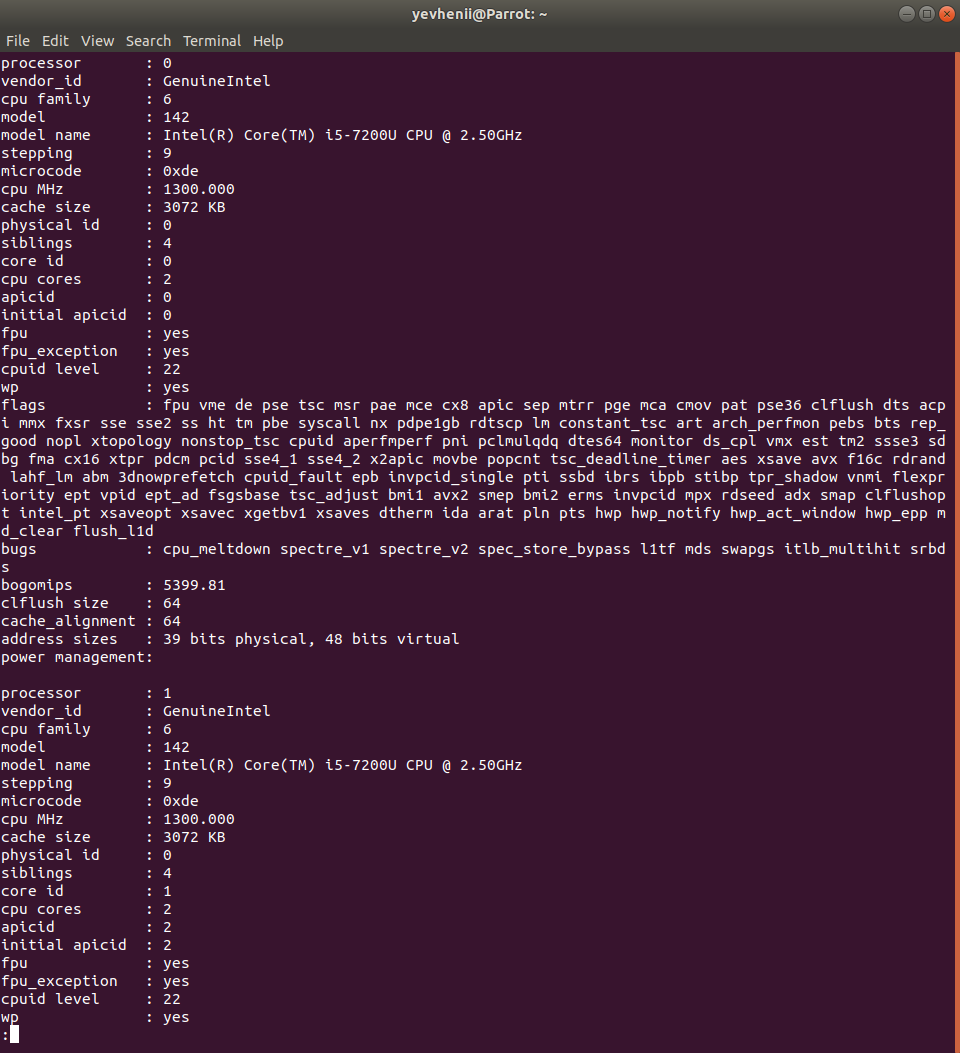 yevhenii@Parrot: ~
File Edit View Search Terminal Help
processor       : 0
vendor_id       : GenuineIntel
cpu family      : 6
model           : 142
model name      : Intel(R) Core(TM) i5-7200U CPU @ 2.50GHz
stepping        : 9
microcode       : 0xde
cpu MHz         : 1300.000
cache size      : 3072 KB
physical id     : 0
siblings        : 4
core id         : 0
cpu cores       : 2
apicid          : 0
initial apicid  : 0
fpu             : yes
fpu_exception   : yes
cpuid level     : 22
wp              : yes
flags           : fpu vme de pse tsc msr pae mce cx8 apic sep mtrr pge mca cmov pat pse36 clflush dts acp
i mmx fxsr sse sse2 ss ht tm pbe syscall nx pdpe1gb rdtscp lm constant_tsc art arch_perfmon pebs bts rep_
good nopl xtopology nonstop_tsc cpuid aperfmperf pni pclmulqdq dtes64 monitor ds_cpl vmx est tm2 ssse3 sd
bg fma cx16 xtpr pdcm pcid sse4_1 sse4_2 x2apic movbe popcnt tsc_deadline_timer aes xsave avx f16c rdrand
 lahf_lm abm 3dnowprefetch cpuid_fault epb invpcid_single pti ssbd ibrs ibpb stibp tpr_shadow vnmi flexpr
iority ept vpid ept_ad fsgsbase tsc_adjust bmi1 avx2 smep bmi2 erms invpcid mpx rdseed adx smap clflushop
t intel_pt xsaveopt xsavec xgetbv1 xsaves dtherm ida arat pln pts hwp hwp_notify hwp_act_window hwp_epp m
d_clear flush_l1d
bugs            : cpu_meltdown spectre_v1 spectre_v2 spec_store_bypass l1tf mds swapgs itlb_multihit srbd
s
bogomips        : 5399.81
clflush size    : 64
cache_alignment : 64
address sizes   : 39 bits physical, 48 bits virtual
power management:

processor       : 1
vendor_id       : GenuineIntel
cpu family      : 6
model           : 142
model name      : Intel(R) Core(TM) i5-7200U CPU @ 2.50GHz
stepping        : 9
microcode       : 0xde
cpu MHz         : 1300.000
cache size      : 3072 KB
physical id     : 0
siblings        : 4
core id         : 1
cpu cores       : 2
apicid          : 2
initial apicid  : 2
fpu             : yes
fpu_exception   : yes
cpuid level     : 22
wp              : yes
: